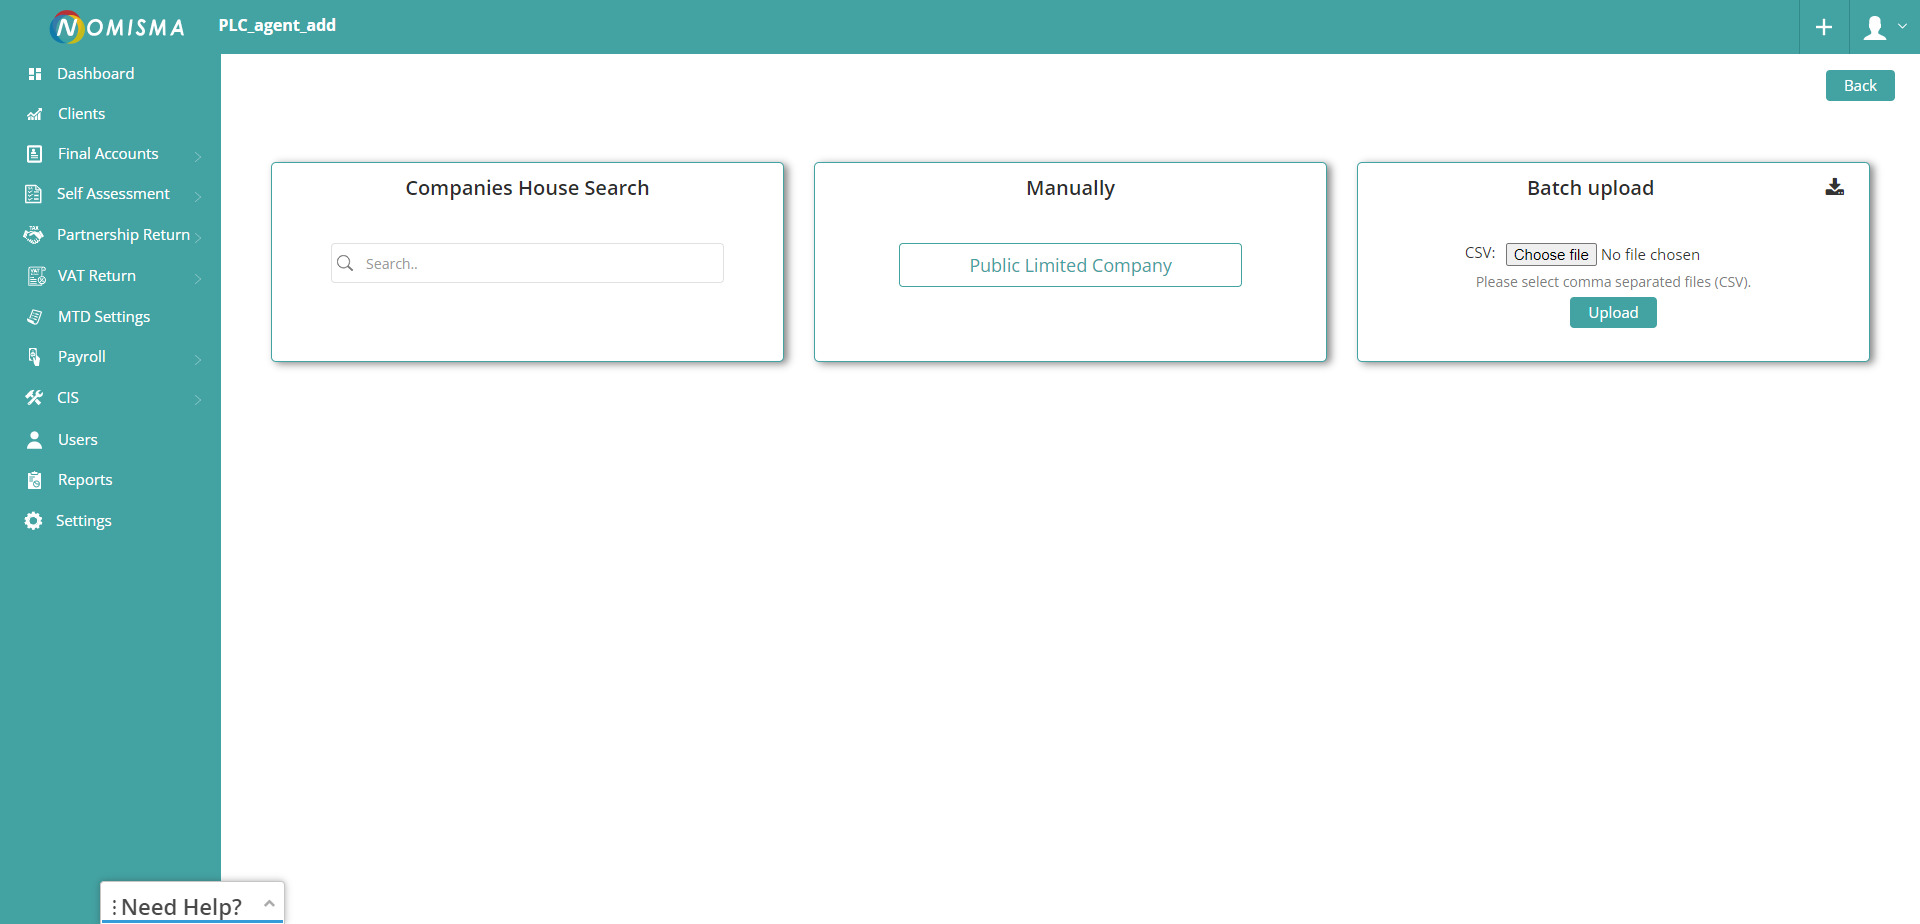 NOMISMA
PLC_agent_add
Dashboard
Clients
Final Accounts
Self Assessment
Partnership Return
VAT Return
MTD Settings
Payroll
CIS
Users
Reports
Settings
Back
Companies House Search
Search..
Manually
Public Limited Company
Batch upload
CSV: Choose file No file chosen
Please select comma separated files (CSV).
Upload
Need Help?